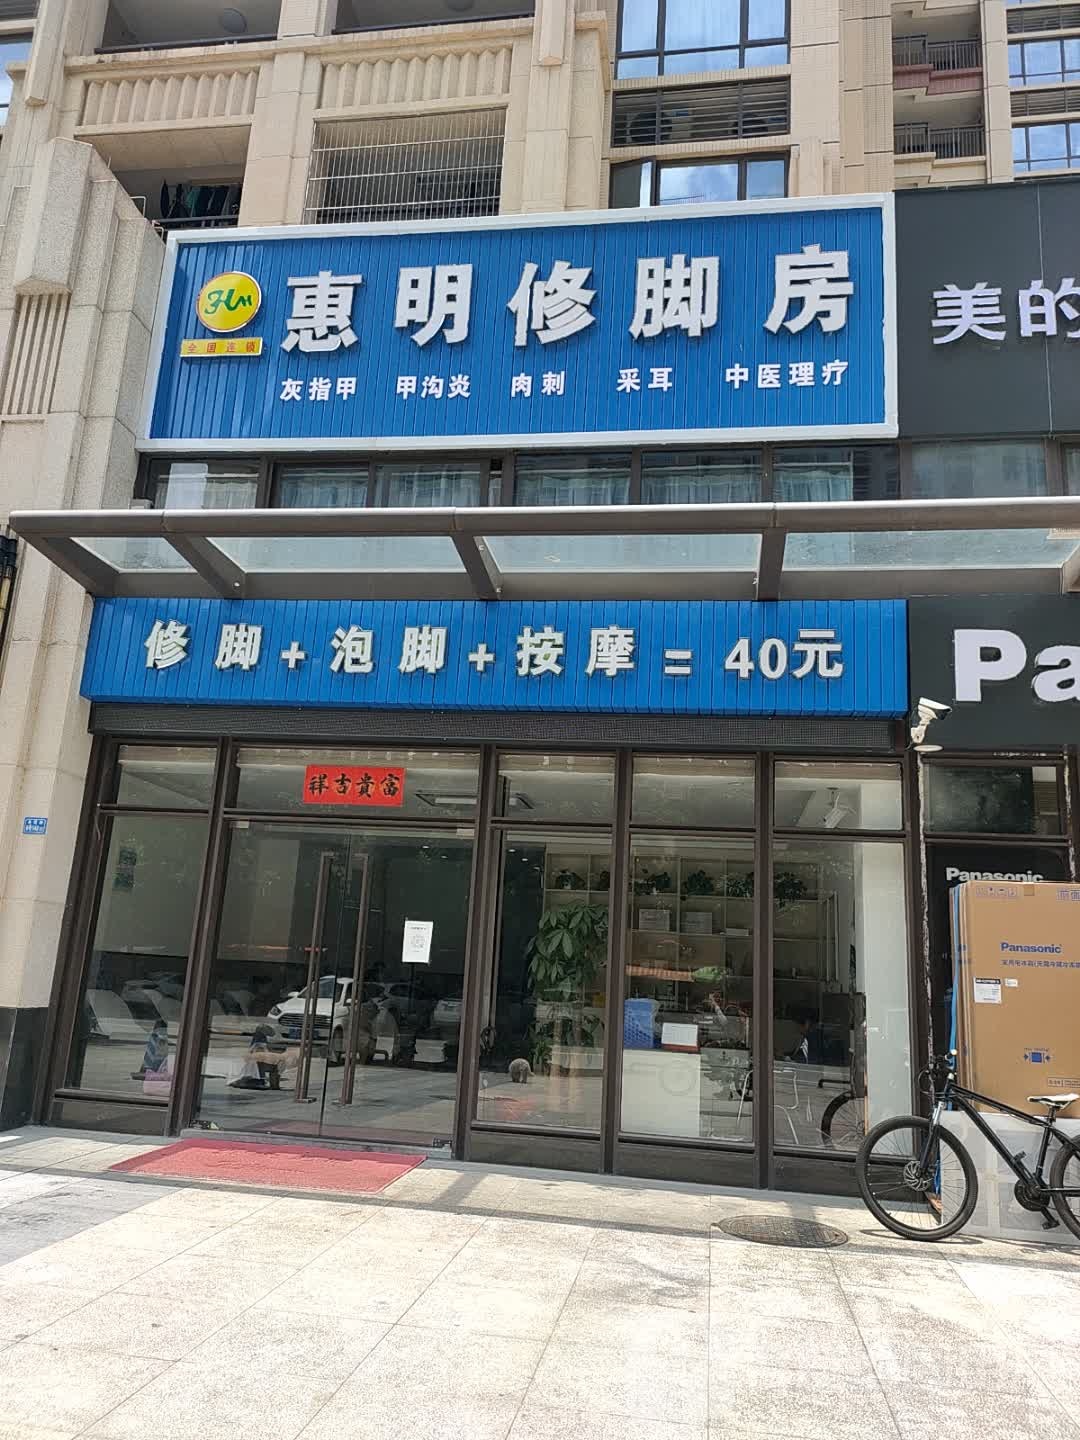 HM
全国连锁
惠明修脚房
灰指甲 甲沟炎 肉刺 采耳 中医理疗
美的
修脚+泡脚+按摩=40元
Pa
祥吉貴富
Panasonic
Panasonic